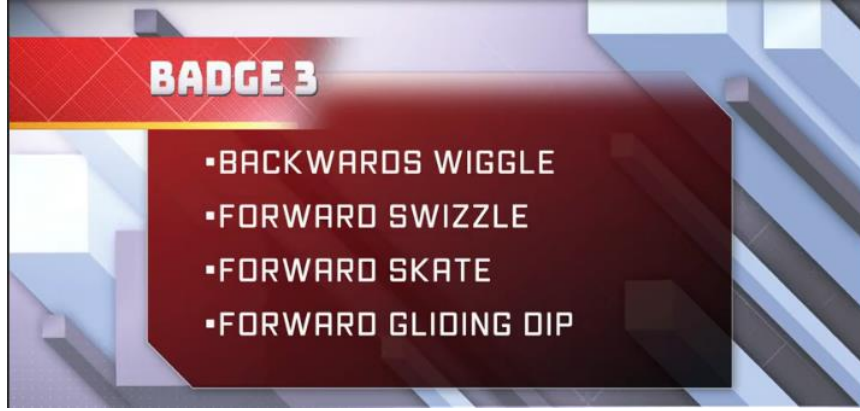 BADGE 3
▪BACKWARDS WIGGLE
▪FORWARD SWIZZLE
▪FORWARD SKATE
▪FORWARD GLIDING DIP